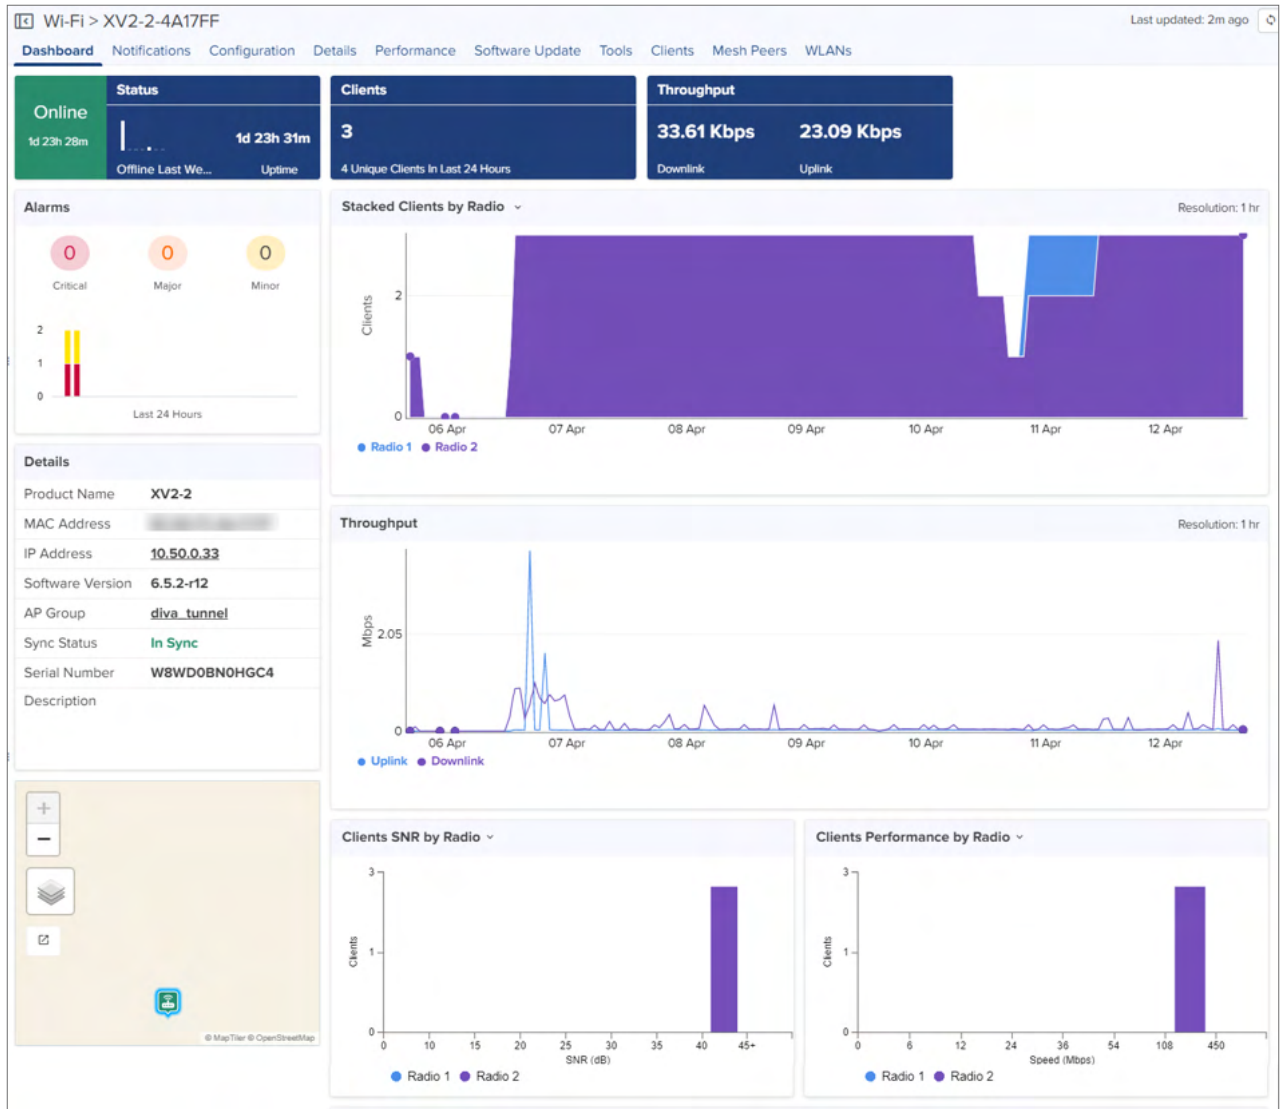 Wi-Fi > XV2-2-4A17FF
Last updated: 2m ago
Dashboard Notifications Configuration Details Performance Software Update Tools Clients Mesh Peers WLANs
Online
1d 23h 28m
Status
1d 23h 31m
Offline Last We...
Uptime
Clients
3
4 Unique Clients In Last 24 Hours
Throughput
33.61 Kbps 23.09 Kbps
Downlink Uplink
Alarms
0 0 0
Critical Major Minor
2
1
0
Last 24 Hours
Stacked Clients by Radio
Resolution: 1 hr
Clients
2
0
06 Apr 07 Apr 08 Apr 09 Apr 10 Apr 11 Apr 12 Apr
Radio 1 Radio 2
Details
Product Name XV2-2
MAC Address
IP Address 10.50.0.33
Software Version 6.5.2-r12
AP Group diva_tunnel
Sync Status In Sync
Serial Number W8WD0BN0HGC4
Description
Throughput
Resolution: 1 hr
Mbps
2.05
0
06 Apr 07 Apr 08 Apr 09 Apr 10 Apr 11 Apr 12 Apr
Uplink Downlink
+
−
© MapTiler © OpenStreetMap
Clients SNR by Radio
Clients
3
1
0
0 10 15 20 25 30 35 40 45+
SNR (dB)
Radio 1 Radio 2
Clients Performance by Radio
Clients
3
1
0
0 6 12 24 36 54 108 450
Speed (Mbps)
Radio 1 Radio 2